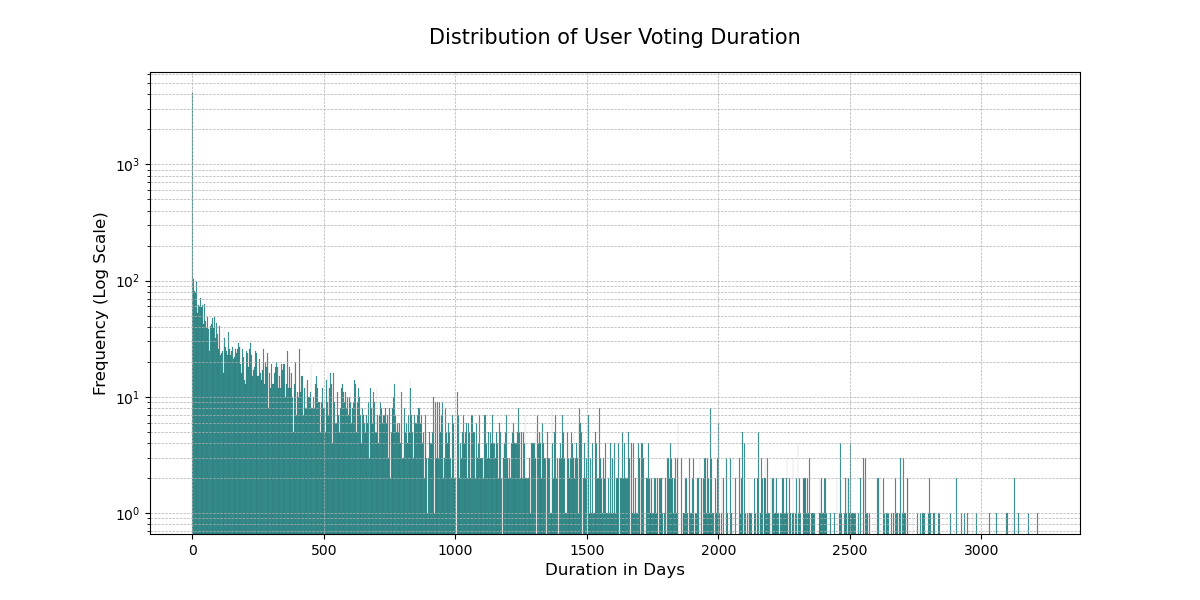 Distribution of User Voting Duration
Frequency (Log Scale)
10³
10²
10¹
10⁰
0 500 1000 1500 2000 2500 3000
Duration in Days